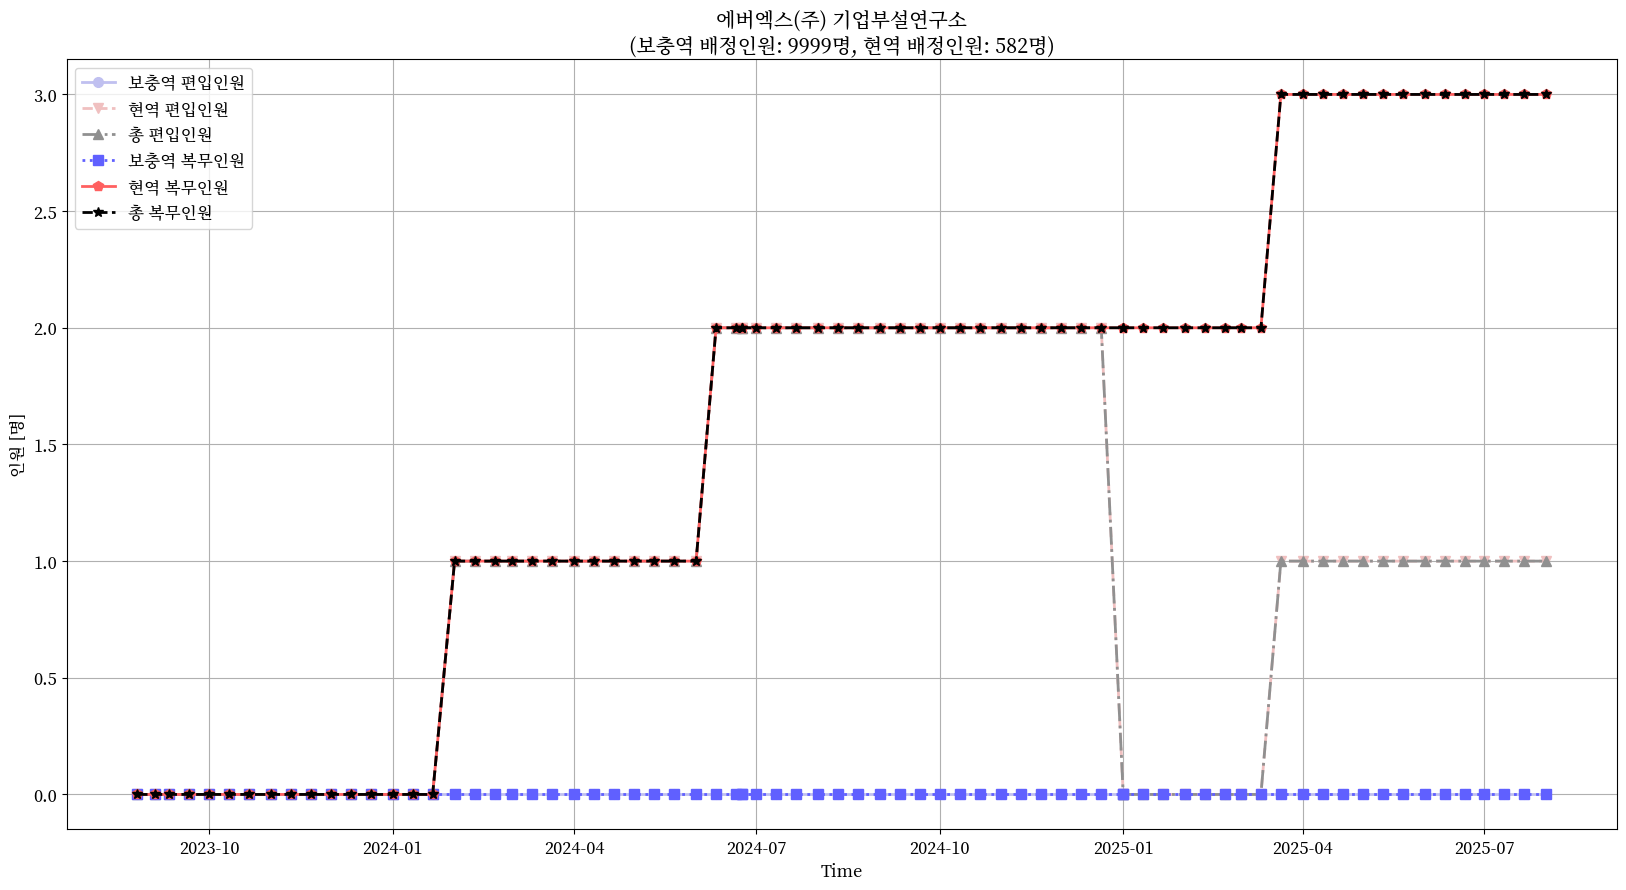 에버엑스(주) 기업부설연구소
(보충역 배정인원: 9999명, 현역 배정인원: 582명)
보충역 편입인원
현역 편입인원
총 편입인원
보충역 복무인원
현역 복무인원
총 복무인원
인원 [명]
3.0
2.5
2.0
1.5
1.0
0.5
0.0
2023-10
2024-01
2024-04
2024-07
2024-10
2025-01
2025-04
2025-07
Time